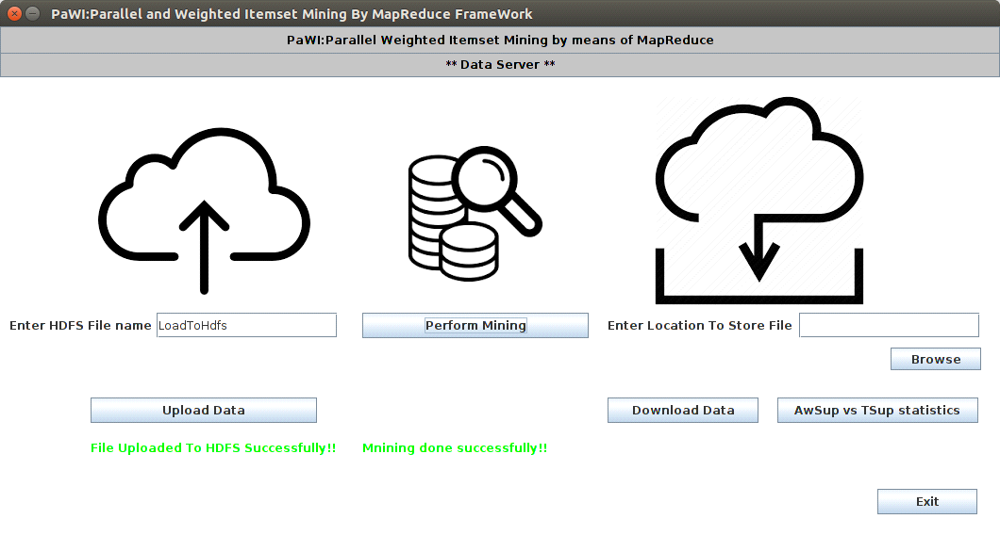 PaWI:Parallel and Weighted Itemset Mining By MapReduce FrameWork
PaWI:Parallel Weighted Itemset Mining by means of MapReduce
** Data Server **
Enter HDFS File name LoadToHdfs
Perform Mining
Enter Location To Store File
Browse
Upload Data
Download Data
AwSup vs TSup statistics
File Uploaded To HDFS Successfully!!
Mnining done successfully!!
Exit